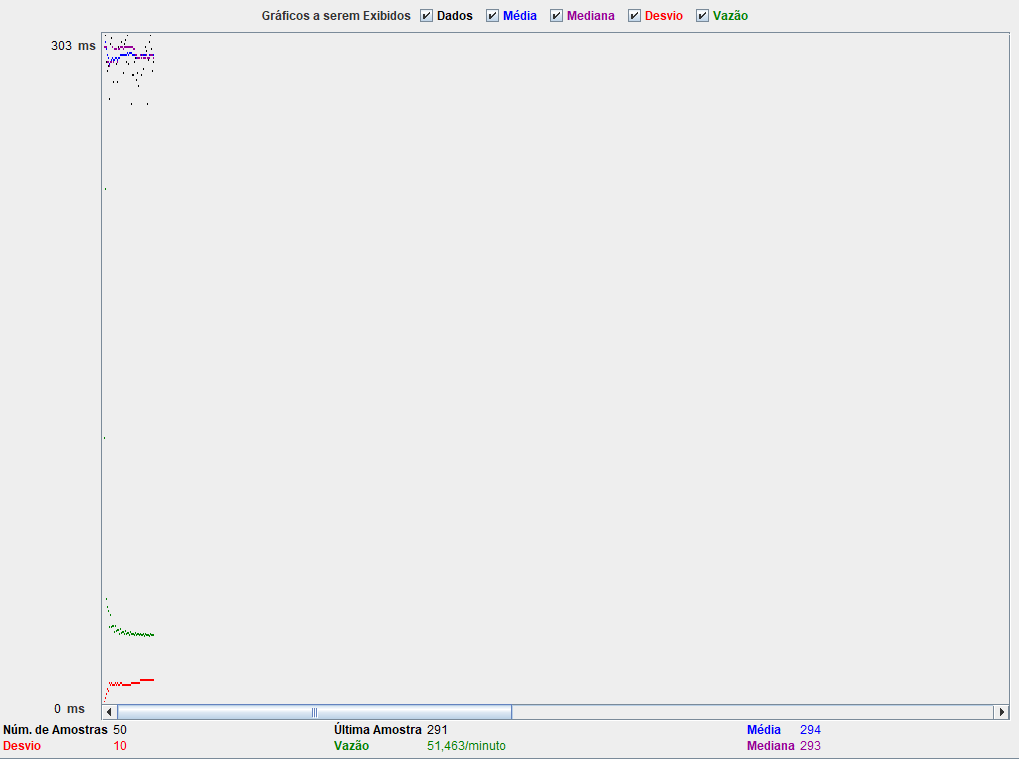 Gráficos a serem Exibidos Dados Média Mediana Desvio Vazão
303 ms
0 ms
Núm. de Amostras 50 Última Amostra 291 Média 294
Desvio 10 Vazão 51,463/minuto Mediana 293